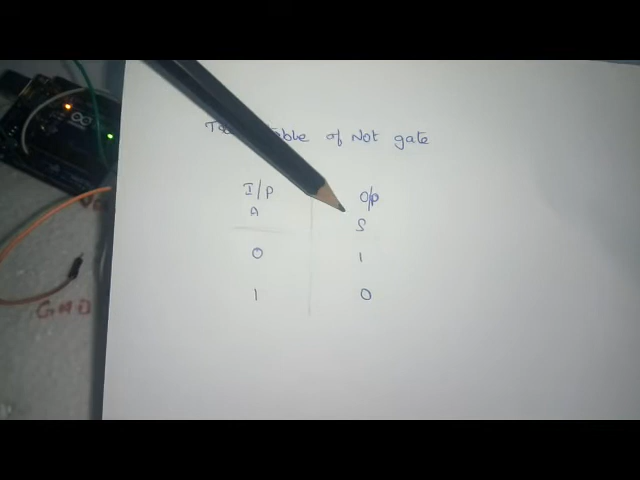 of Not gate
I/P O/P
A S
0 1
1 0
GND